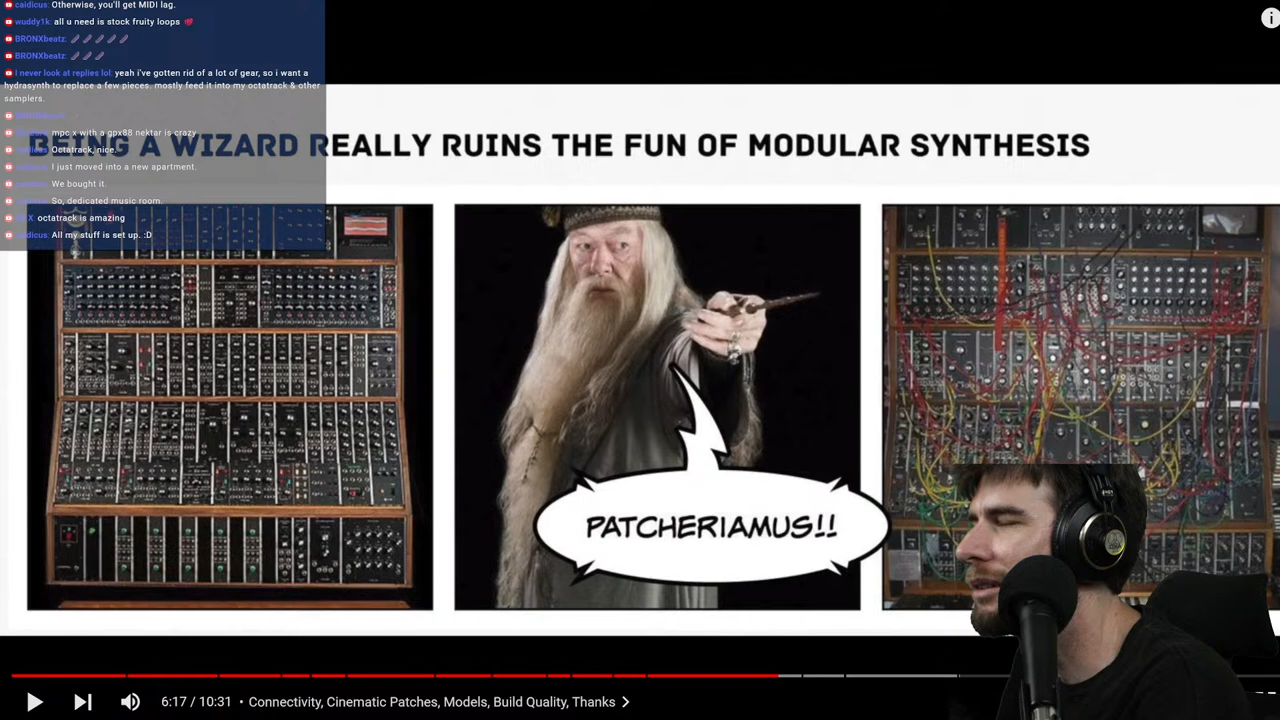 caidicus: Otherwise, you'll get MIDI lag.
wuddy1k: all u need is stock fruity loops
BRONXbeatz:
BRONXbeatz:
I never look at replies lol: yeah i've gotten rid of a lot of gear, so i want a
hydrasynth to replace a few pieces. mostly feed it into my octatrack & other
samplers.
mpc x with a gpx88 nektar is crazy
BEING A WIZARD REALLY RUINS THE FUN OF MODULAR SYNTHESIS
Octatrack, nice.
I just moved into a new apartment.
We bought it.
So, dedicated music room.
octatrack is amazing
All my stuff is set up. :D
PATCHERIAMUS!!
6:17 / 10:31 • Connectivity, Cinematic Patches, Models, Build Quality, Thanks